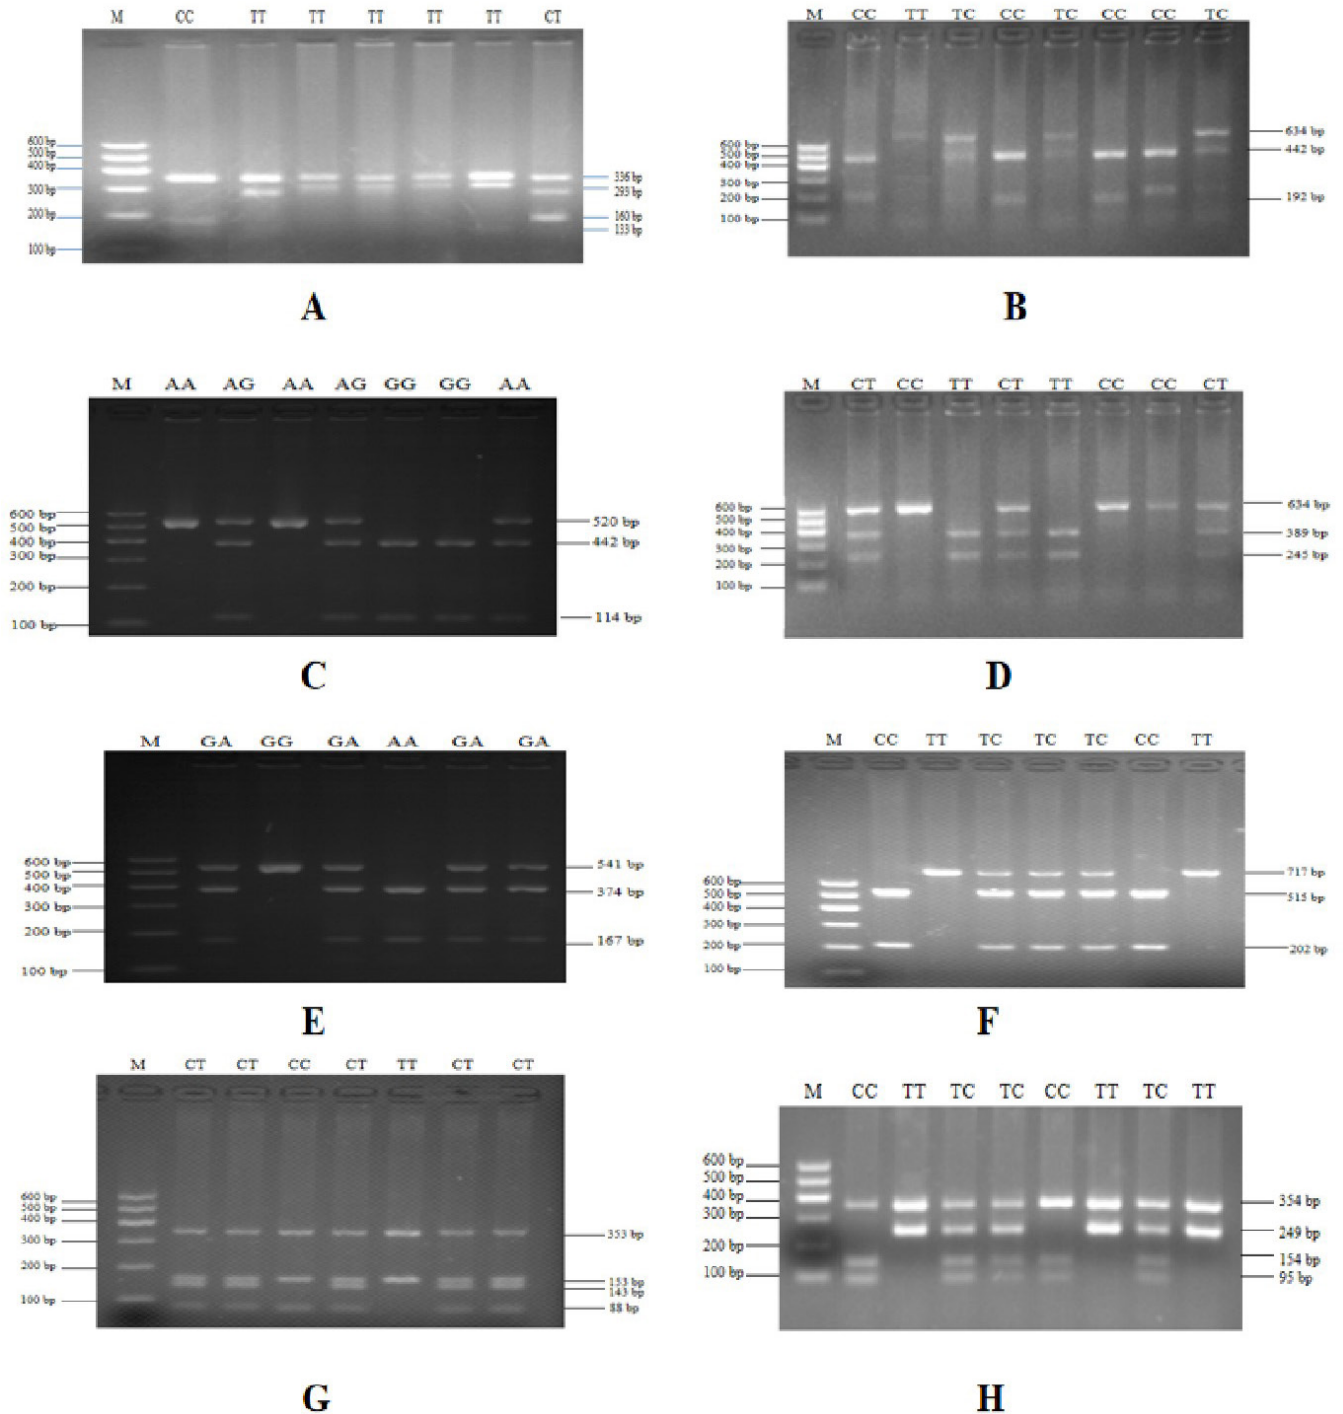 M CC TT TT TT TT TT CT
600 bp
500 bp
400 bp
300 bp
200 bp
100 bp
336 bp
293 bp
160 bp
133 bp
A
M CC TT TC CC TC CC CC TC
600 bp
500 bp
400 bp
300 bp
200 bp
100 bp
634 bp
442 bp
192 bp
B
M AA AG AA AG GG GG AA
600 bp
500 bp
400 bp
300 bp
200 bp
100 bp
520 bp
442 bp
114 bp
C
M CT CC TT CT TT CC CC CT
600 bp
500 bp
400 bp
300 bp
200 bp
100 bp
634 bp
389 bp
245 bp
D
M GA GG GA AA GA GA
600 bp
500 bp
400 bp
300 bp
200 bp
100 bp
541 bp
374 bp
167 bp
E
M CC TT TC TC TC CC TT
600 bp
500 bp
400 bp
300 bp
200 bp
100 bp
717 bp
515 bp
202 bp
F
M CT CT CC CT TT CT CT
600 bp
500 bp
400 bp
300 bp
200 bp
100 bp
353 bp
153 bp
143 bp
88 bp
G
M CC TT TC TC CC TT TC TT
600 bp
500 bp
400 bp
300 bp
200 bp
100 bp
354 bp
249 bp
154 bp
95 bp
H